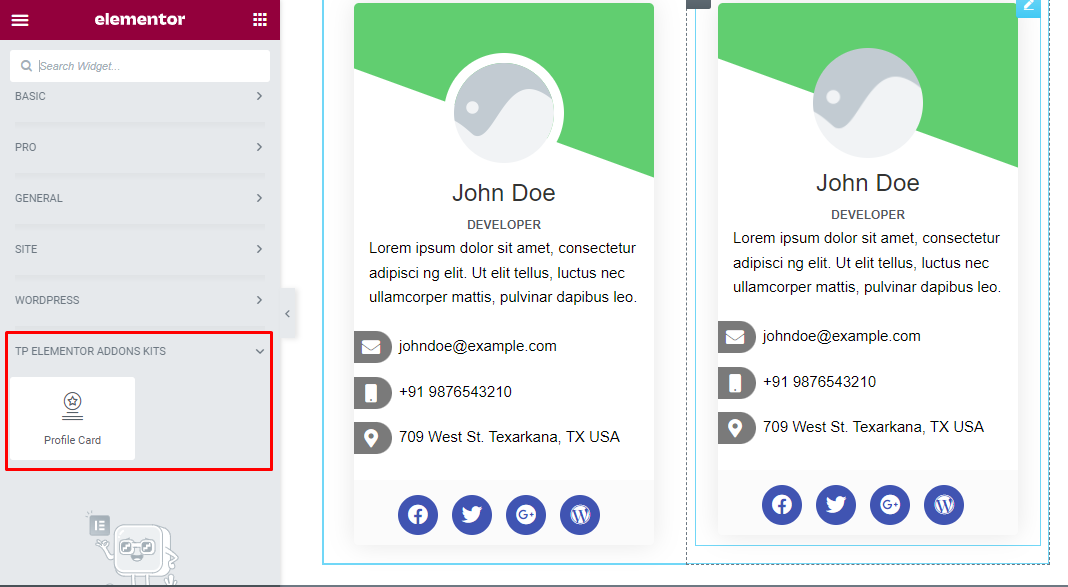 elementor
Search Widget...
BASIC
PRO
GENERAL
SITE
WORDPRESS
TP ELEMENTOR ADDONS KITS
Profile Card
John Doe
DEVELOPER
Lorem ipsum dolor sit amet, consectetur
adipisci ng elit. Ut elit tellus, luctus nec
ullamcorper mattis, pulvinar dapibus leo.
johndoe@example.com
+91 9876543210
709 West St. Texarkana, TX USA
John Doe
DEVELOPER
Lorem ipsum dolor sit amet, consectetur
adipisci ng elit. Ut elit tellus, luctus nec
ullamcorper mattis, pulvinar dapibus leo.
johndoe@example.com
+91 9876543210
709 West St. Texarkana, TX USA